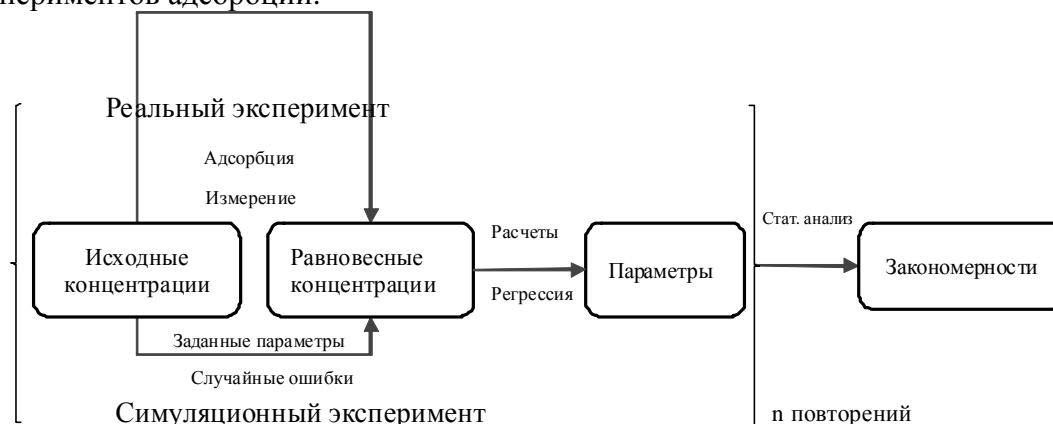 Реальный эксперимент
Адсорбция
Измерение
Исходные
концентрации
Равновесные
концентрации
Расчеты
Регрессия
Параметры
Стат. анализ
Закономерности
Заданные параметры
Случайные ошибки
Симуляционный эксперимент
n повторений